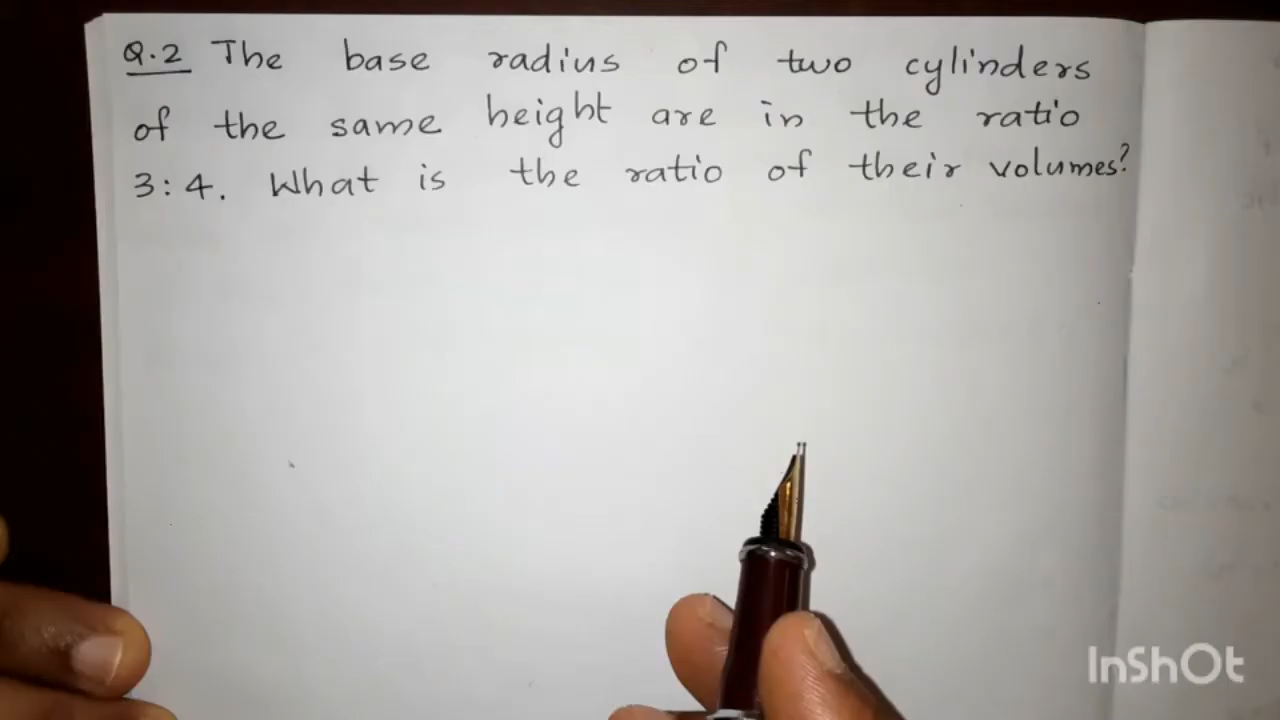 Q.2 The base radius of two cylinders
of the same height are in the ratio
3:4. What is the ratio of their volumes?
InShOt